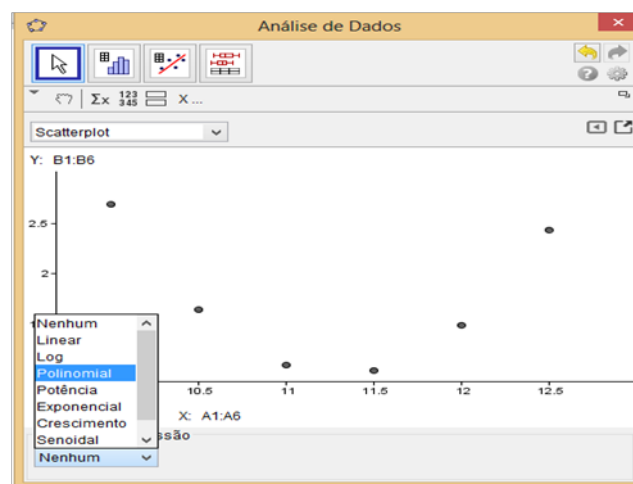 Análise de Dados
Σx 123 345 X ...
Scatterplot
Y: B1:B6
2.5
2
Nenhum
Linear
Log
Polinomial
Potência
Exponencial
Crescimento
Senoidal
10.5 11 11.5 12 12.5
X: A1:A6
ssão
Nenhum